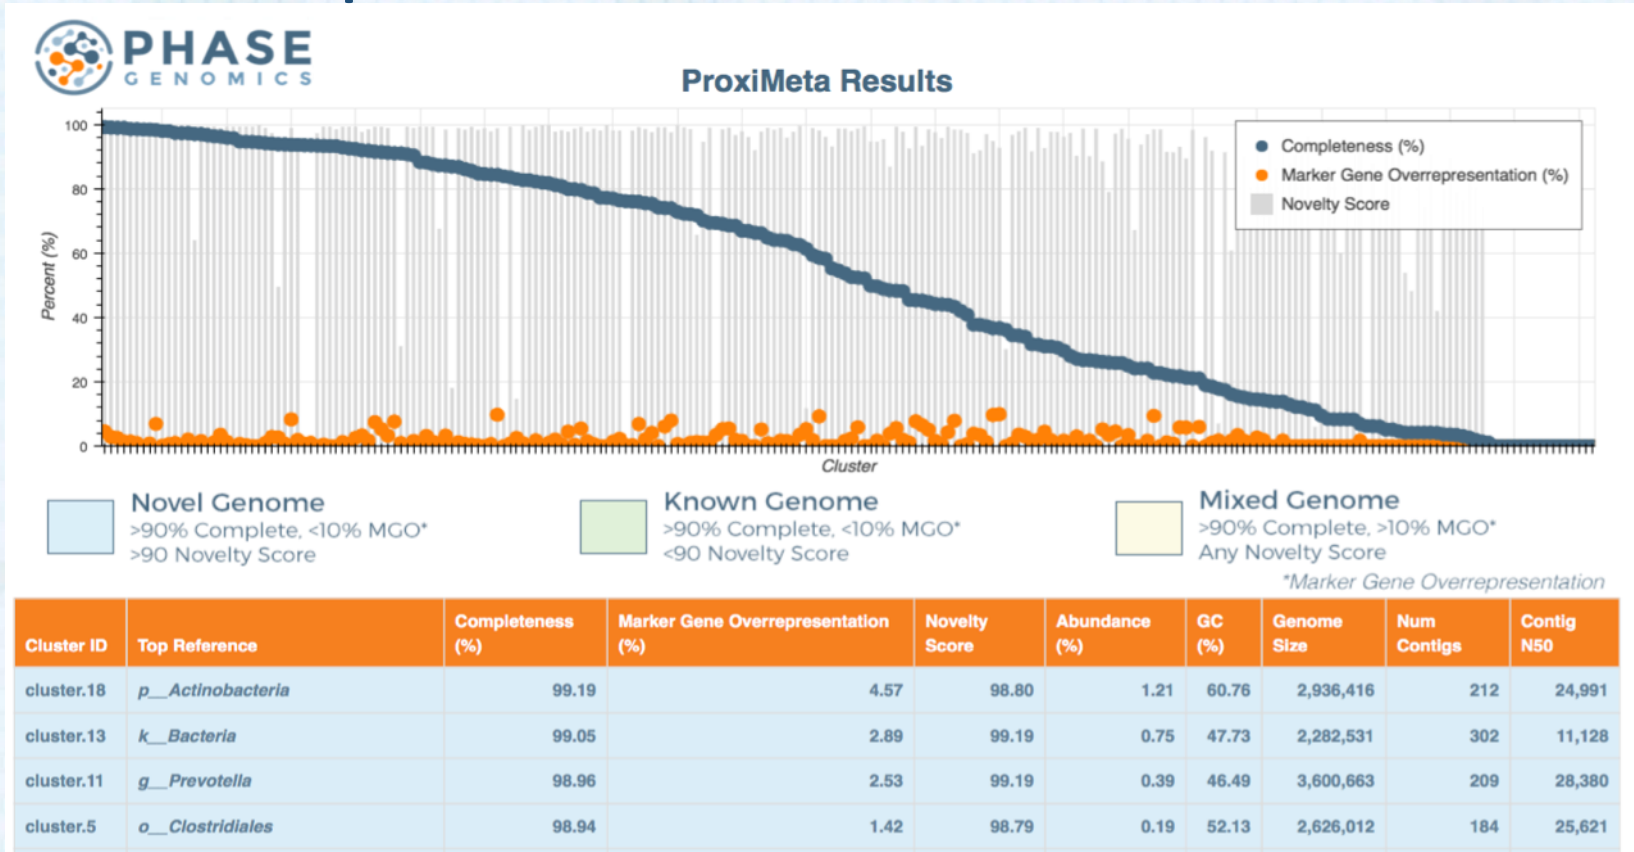 PHASE
GENOMICS
ProxiMeta Results
100
80
60
40
20
0
Percent (%)
Cluster
Completeness (%)
Marker Gene Overrepresentation (%)
Novelty Score
Novel Genome
>90% Complete, <10% MGO*
>90 Novelty Score
Known Genome
>90% Complete, <10% MGO*
<90 Novelty Score
Mixed Genome
>90% Complete, >10% MGO*
Any Novelty Score
*Marker Gene Overrepresentation
Cluster ID Top Reference Completeness (%) Marker Gene Overrepresentation (%) Novelty Score Abundance (%) GC (%) Genome Size Num Contigs Contig N50
cluster.18 p__Actinobacteria 99.19 4.57 98.80 1.21 60.76 2,936,416 212 24,991
cluster.13 k__Bacteria 99.05 2.89 99.19 0.75 47.73 2,282,531 302 11,128
cluster.11 g__Prevotella 98.96 2.53 99.19 0.39 46.49 3,600,663 209 28,380
cluster.5 o__Clostridiales 98.94 1.42 98.79 0.19 52.13 2,626,012 184 25,621